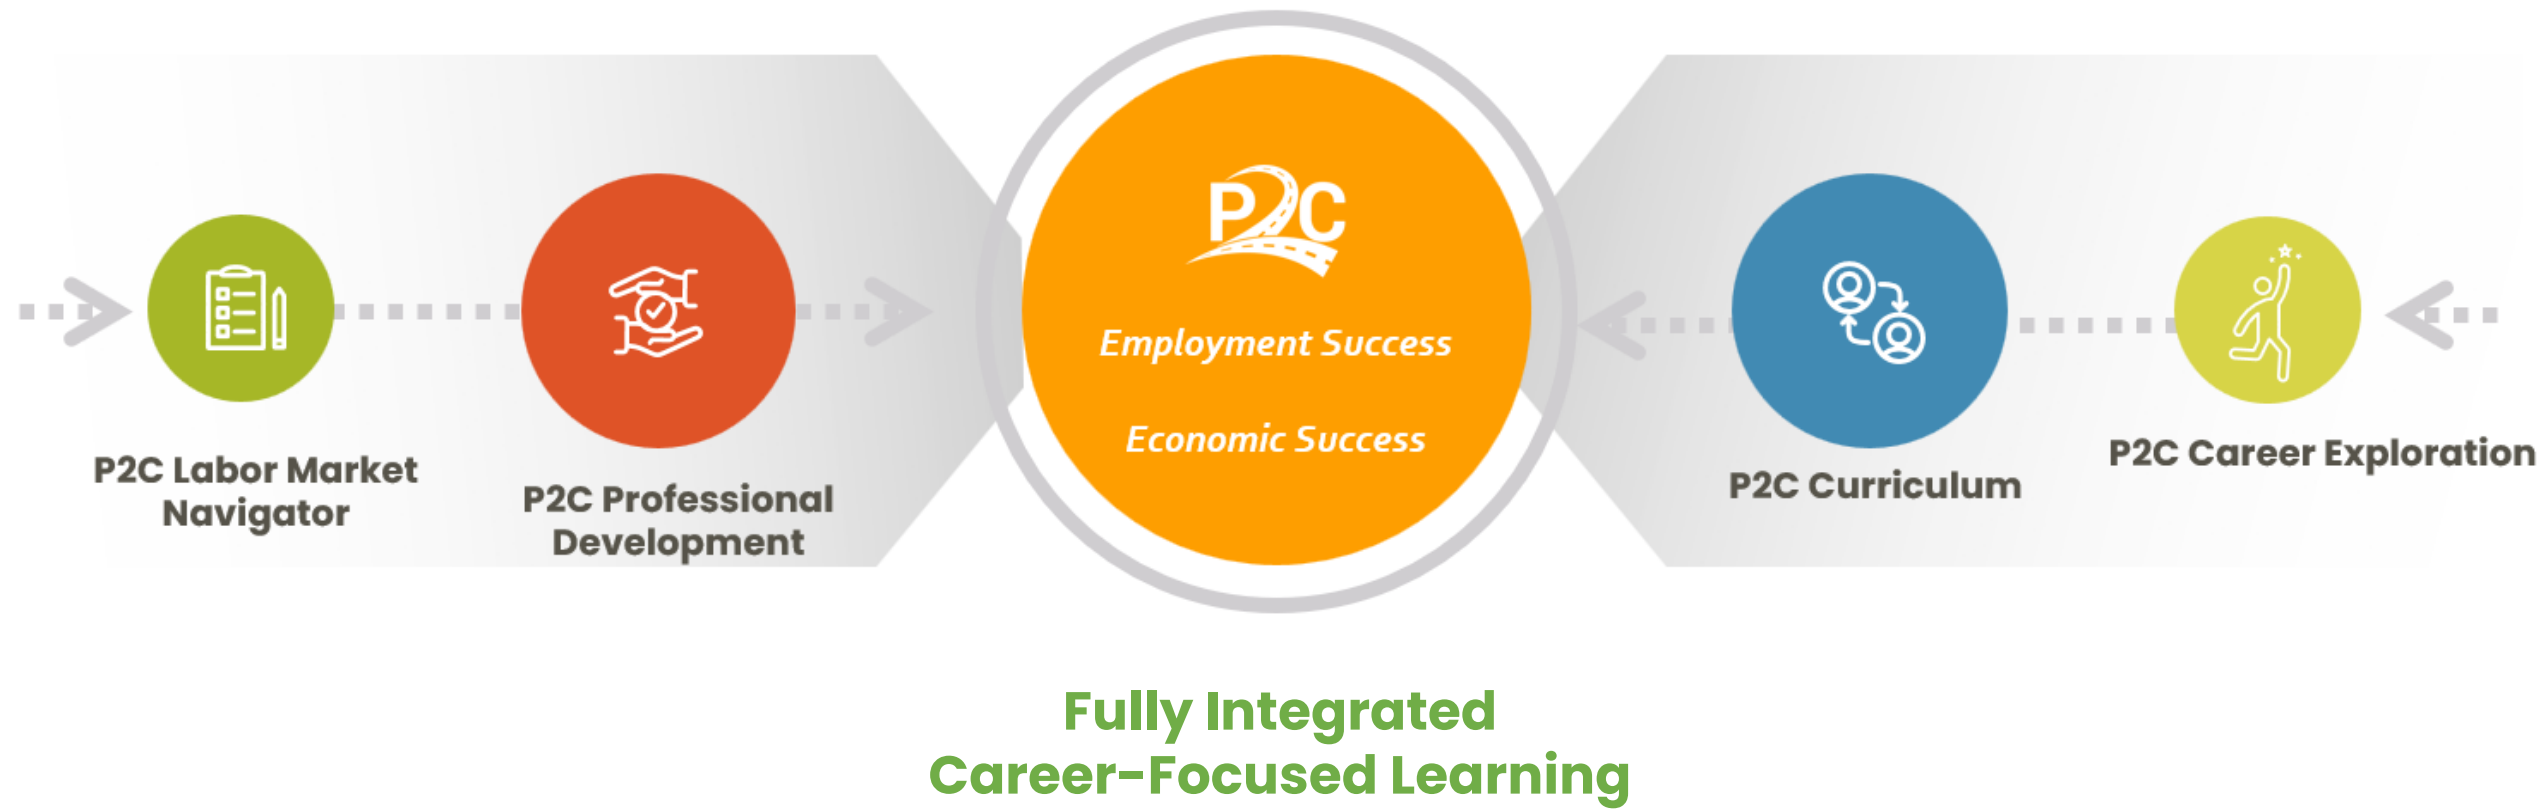 P2C
Employment Success
Economic Success
P2C Labor Market
Navigator
P2C Professional
Development
P2C Curriculum
P2C Career Exploration
Fully Integrated
Career-Focused Learning